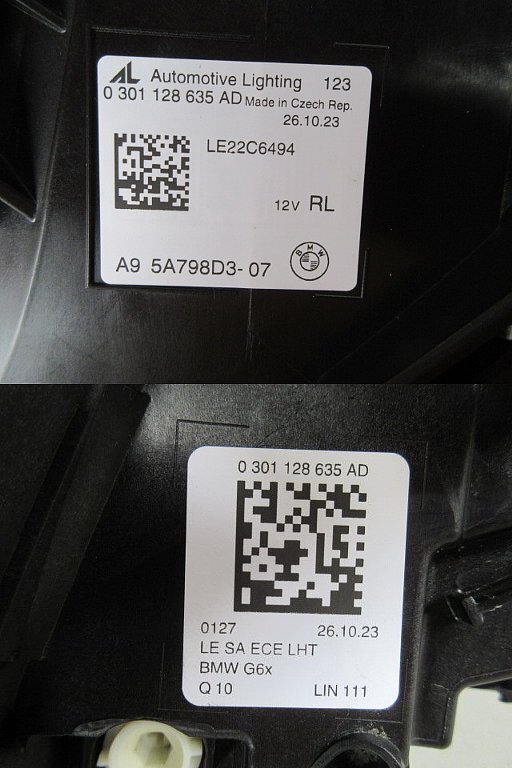 AL Automotive Lighting 123
0 301 128 635 AD Made in Czech Rep.
26.10.23
LE22C6494
12V RL
BMW
A9 5A798D3- 07
0 301 128 635 AD
0127 26.10.23
LE SA ECE LHT
BMW G6x
Q 10 LIN 111